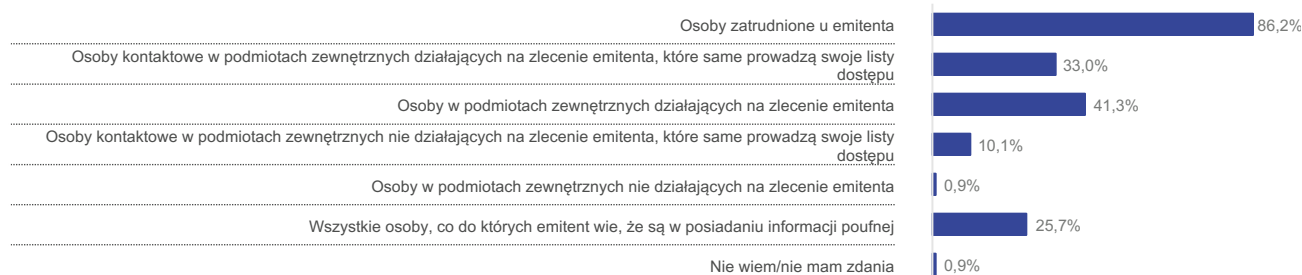 Osoby zatrudnione u emitenta 86,2%
Osoby kontaktowe w podmiotach zewnętrznych działających na zlecenie emitenta, które same prowadzą swoje listy
dostępu 33,0%
Osoby w podmiotach zewnętrznych działających na zlecenie emitenta 41,3%
Osoby kontaktowe w podmiotach zewnętrznych nie działających na zlecenie emitenta, które same prowadzą swoje listy
dostępu 10,1%
Osoby w podmiotach zewnętrznych nie działających na zlecenie emitenta 0,9%
Wszystkie osoby, co do których emitent wie, że są w posiadaniu informacji poufnej 25,7%
Nie wiem/nie mam zdania 0,9%